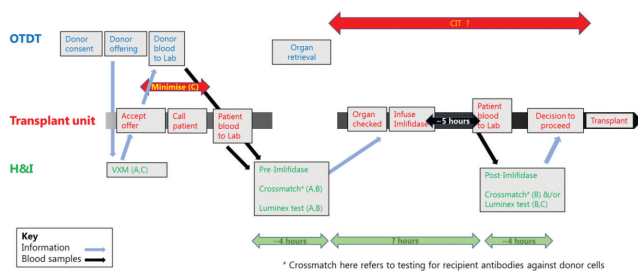 CIT ?
OTDT
Donor consent
Donor offering
Donor blood to Lab
Organ retrieval
Minimise (C)
Transplant unit
Accept offer
Call patient
Patient blood to Lab
Organ checked
Infuse Imlifidase
~5 hours
Patient blood to Lab
Decision to proceed
Transplant
H&I
VXM (A,C)
Pre-Imlifidase
Crossmatchᵃ (A,B)
Luminex test (A,B)
Post-Imlifidase
Crossmatchᵃ (B) &/or
Luminex test (B,C)
~4 hours
? hours
~4 hours
Key
Information
Blood samples
ᵃ Crossmatch here refers to testing for recipient antibodies against donor cells